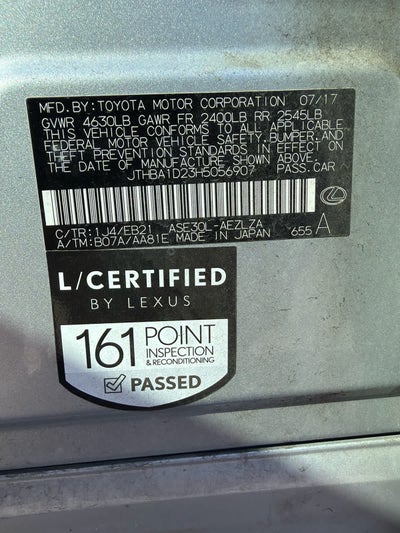 MFD.BY:TOYOTA MOTOR CORPORATION 07/17
GVWR 4630LB GAWR FR 2400LB RR 2545LB
THIS VEHICLE CONFORMS TO ALL APPLICABLE
FEDERAL MOTOR VEHICLE SAFETY,BUMPER,AND
THEFT PREVENTION STANDARDS IN EFFECT ON
THE DATE OF MANUFACTURE SHOWN ABOVE.
JTHBA1D23H5056907 PASS.CAR
C/TR:1J4/EB21 ASE30L-AEZLZA
A/TM:B07A/AA81E MADE IN JAPAN 655 A
L/CERTIFIED
BY LEXUS
161 POINT
INSPECTION
& RECONDITIONING
PASSED